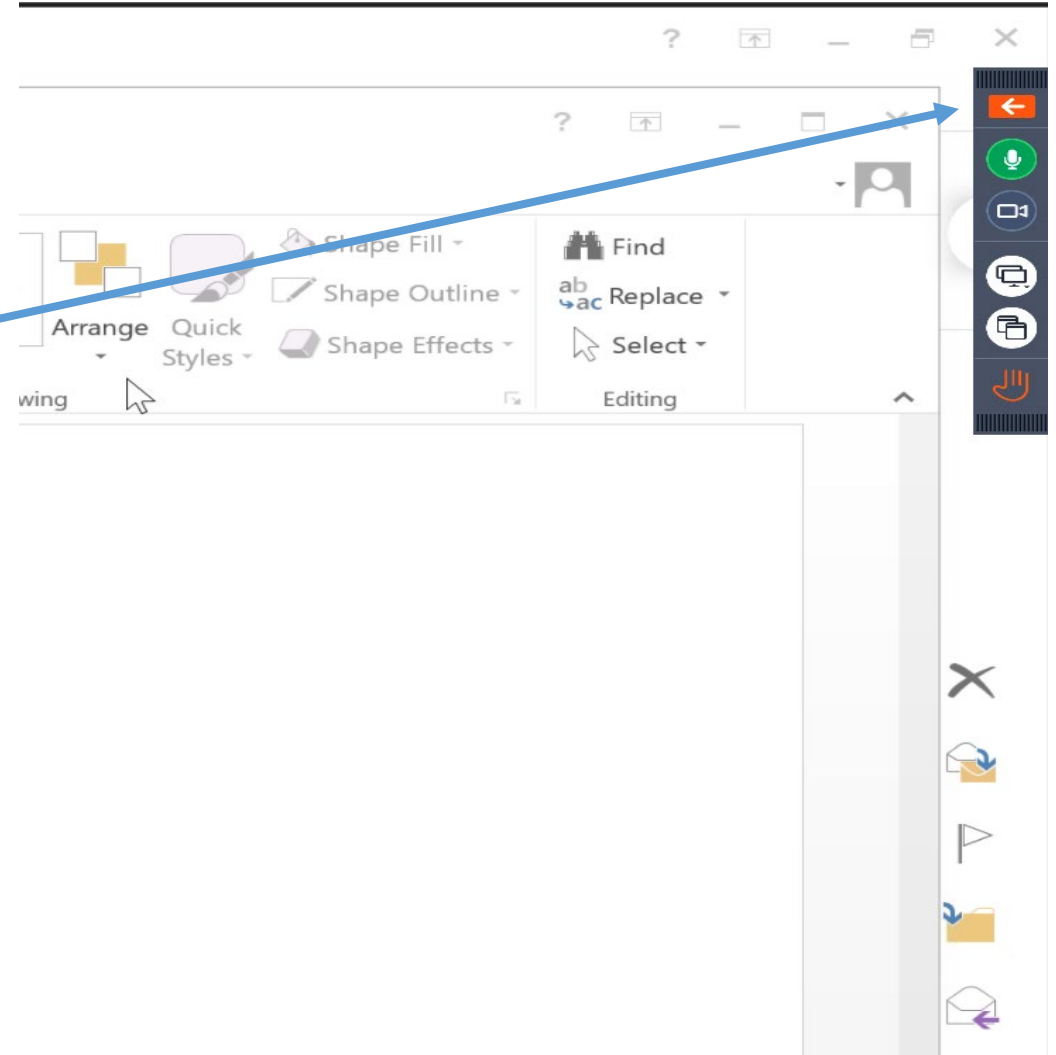 ?
?
Shape Fill
Find
Shape Outline
ab
ac Replace
Arrange Quick
Styles
Shape Effects
Select
wing
Editing